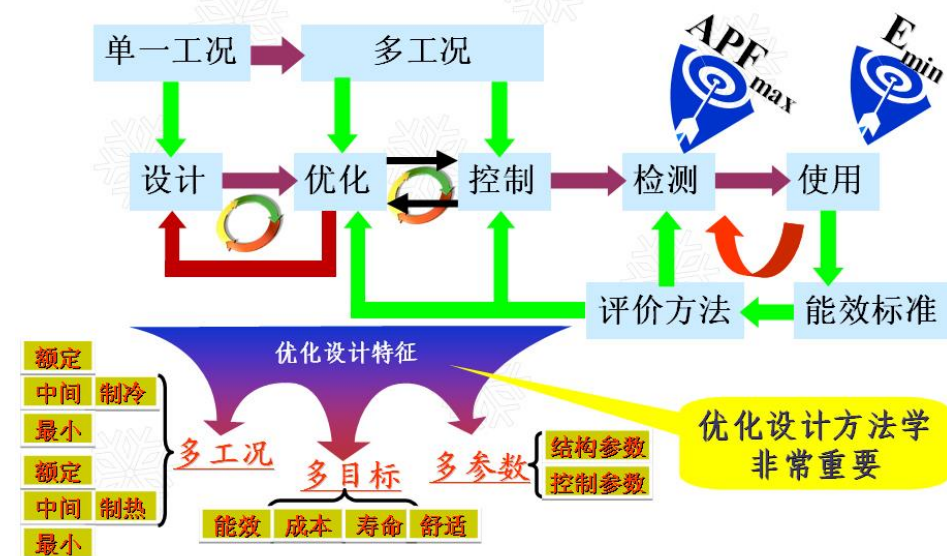 单一工况
多工况
APFmax
Emin
设计
优化
控制
检测
使用
评价方法
能效标准
优化设计特征
额定
中间
制冷
最小
额定
中间
制热
最小
多工况
多目标
多参数
能效
成本
寿命
舒适
结构参数
控制参数
优化设计方法学
非常重要